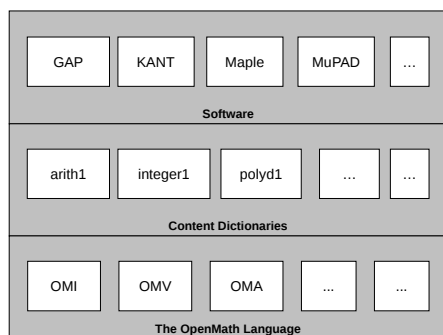 GAP KANT Maple MuPAD ...
Software
arith1 integer1 polyd1 ... ...
Content Dictionaries
OMI OMV OMA ... ...
The OpenMath Language